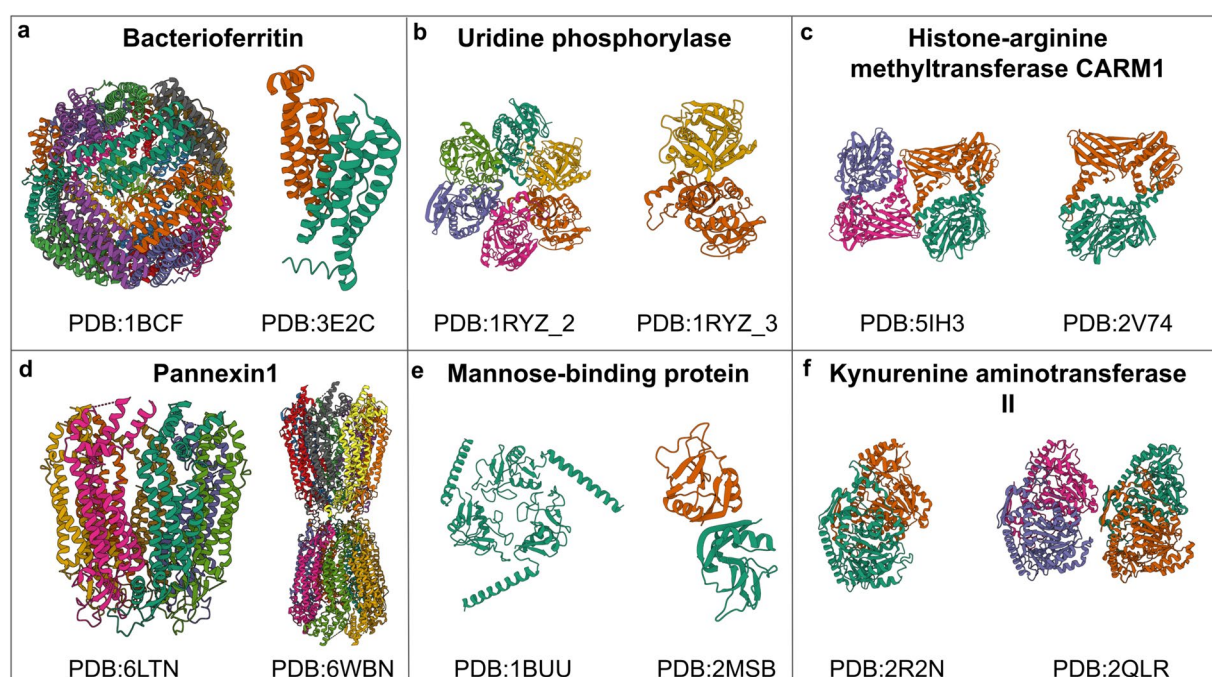 a
Bacterioferritin
PDB:1BCF
PDB:3E2C
b
Uridine phosphorylase
PDB:1RYZ_2
PDB:1RYZ_3
c
Histone-arginine
methyltransferase CARM1
PDB:5IH3
PDB:2V74
d
Pannexin1
PDB:6LTN
PDB:6WBN
e
Mannose-binding protein
PDB:1BUU
PDB:2MSB
f
Kynurenine aminotransferase
II
PDB:2R2N
PDB:2QLR